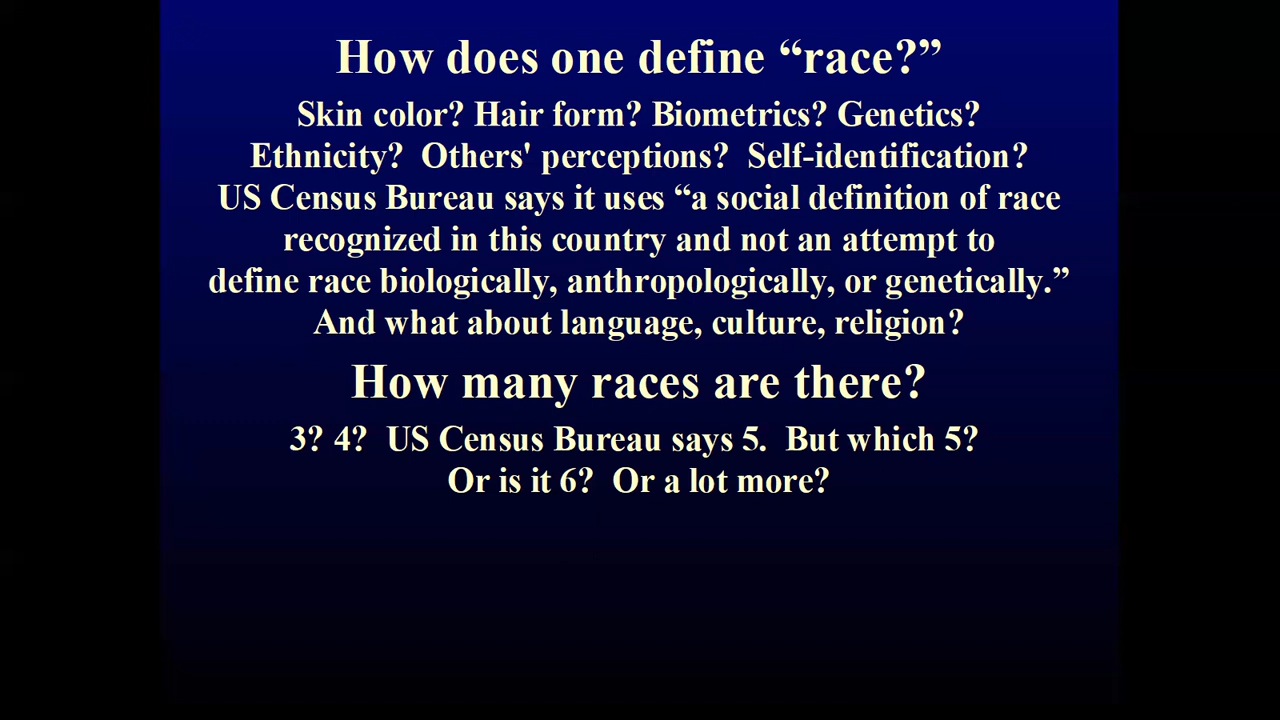 How does one define “race?”
Skin color? Hair form? Biometrics? Genetics?
Ethnicity? Others' perceptions? Self-identification?
US Census Bureau says it uses “a social definition of race
recognized in this country and not an attempt to
define race biologically, anthropologically, or genetically.”
And what about language, culture, religion?
How many races are there?
3? 4? US Census Bureau says 5. But which 5?
Or is it 6? Or a lot more?